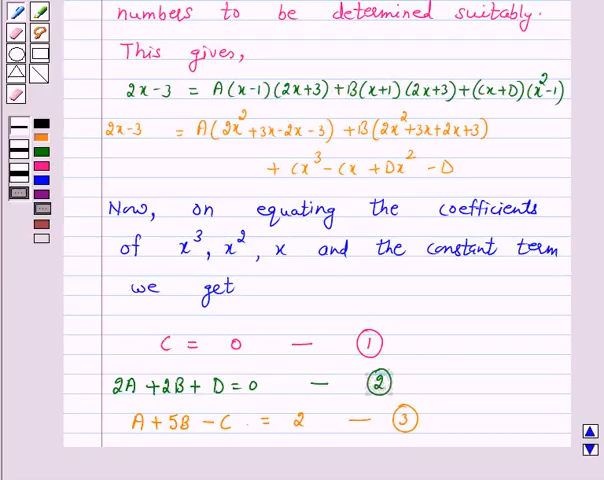 numbers to be determined suitably.
This gives,
2x-3 = A(x-1)(2x+3)+B(x+1)(2x+3)+(Cx+D)(x²-1)
2x-3 = A(2x²+3x-2x-3)+B(2x²+3x+2x+3)
+ Cx³-Cx+Dx²-D
Now, on equating the coefficients
of x³, x², x and the constant term
we get
C = 0 — ①
2A+2B+D=0 — ②
A+5B-C = 2 — ③